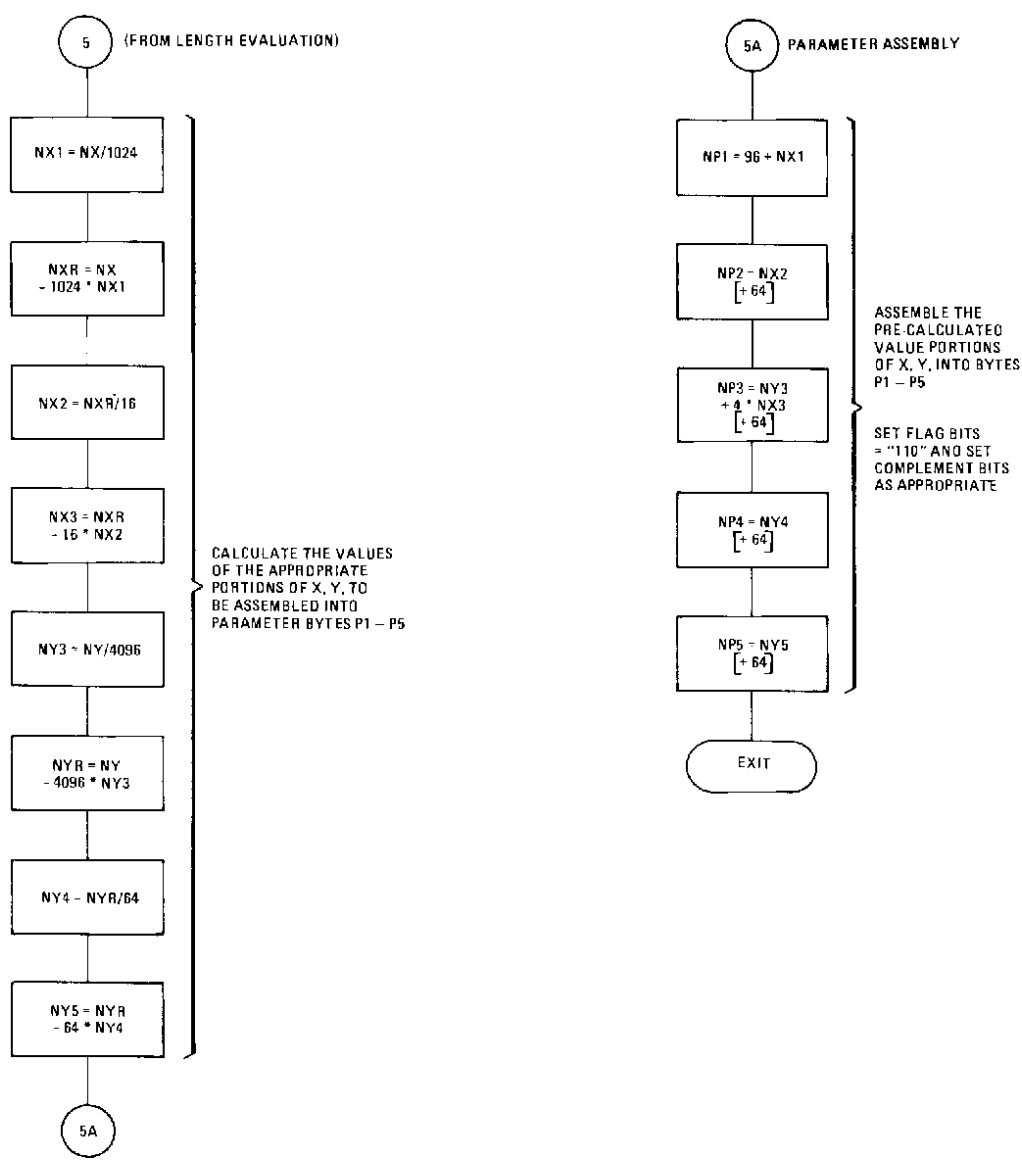 5 (FROM LENGTH EVALUATION)
NX1 = NX/1024
NXR = NX
- 1024 * NX1
NX2 = NXR/16
NX3 = NXR
- 16 * NX2
NY3 = NY/4096
NYR = NY
- 4096 * NY3
NY4 = NYR/64
NY5 = NYR
- 64 * NY4
5A
CALCULATE THE VALUES
OF THE APPROPRIATE
PORTIONS OF X, Y, TO
BE ASSEMBLED INTO
PARAMETER BYTES P1 – P5
5A PARAMETER ASSEMBLY
NP1 = 96 + NX1
NP2 = NX2
[+ 64]
NP3 = NY3
+ 4 * NX3
[+ 64]
NP4 = NY4
[+ 64]
NP5 = NY5
[+ 64]
EXIT
ASSEMBLE THE
PRE-CALCULATED
VALUE PORTIONS
OF X, Y, INTO BYTES
P1 – P5
SET FLAG BITS
= "110" AND SET
COMPLEMENT BITS
AS APPROPRIATE